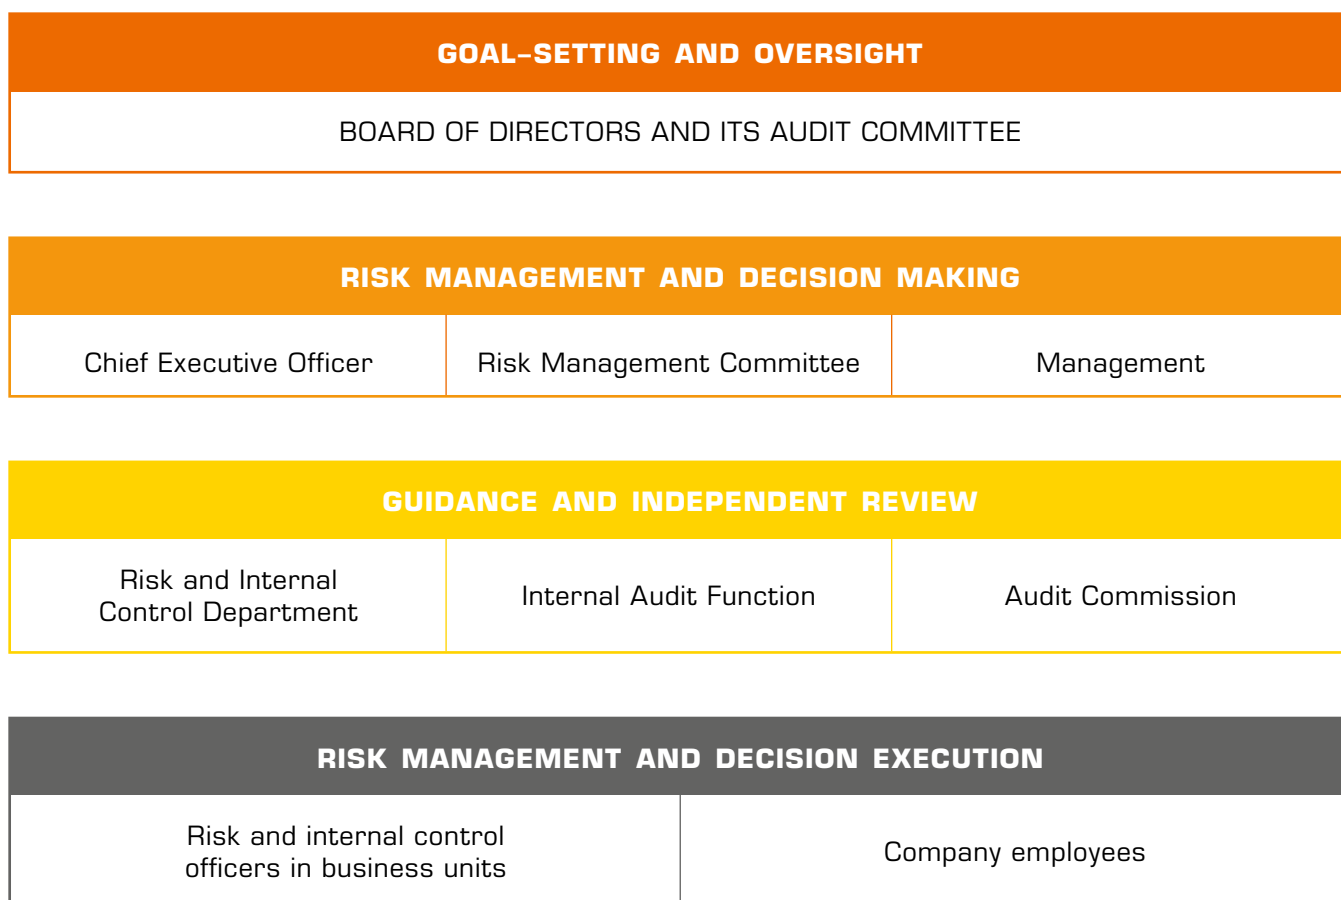 GOAL–SETTING AND OVERSIGHT
BOARD OF DIRECTORS AND ITS AUDIT COMMITTEE
RISK MANAGEMENT AND DECISION MAKING
Chief Executive Officer
Risk Management Committee
Management
GUIDANCE AND INDEPENDENT REVIEW
Risk and Internal
Control Department
Internal Audit Function
Audit Commission
RISK MANAGEMENT AND DECISION EXECUTION
Risk and internal control
officers in business units
Company employees